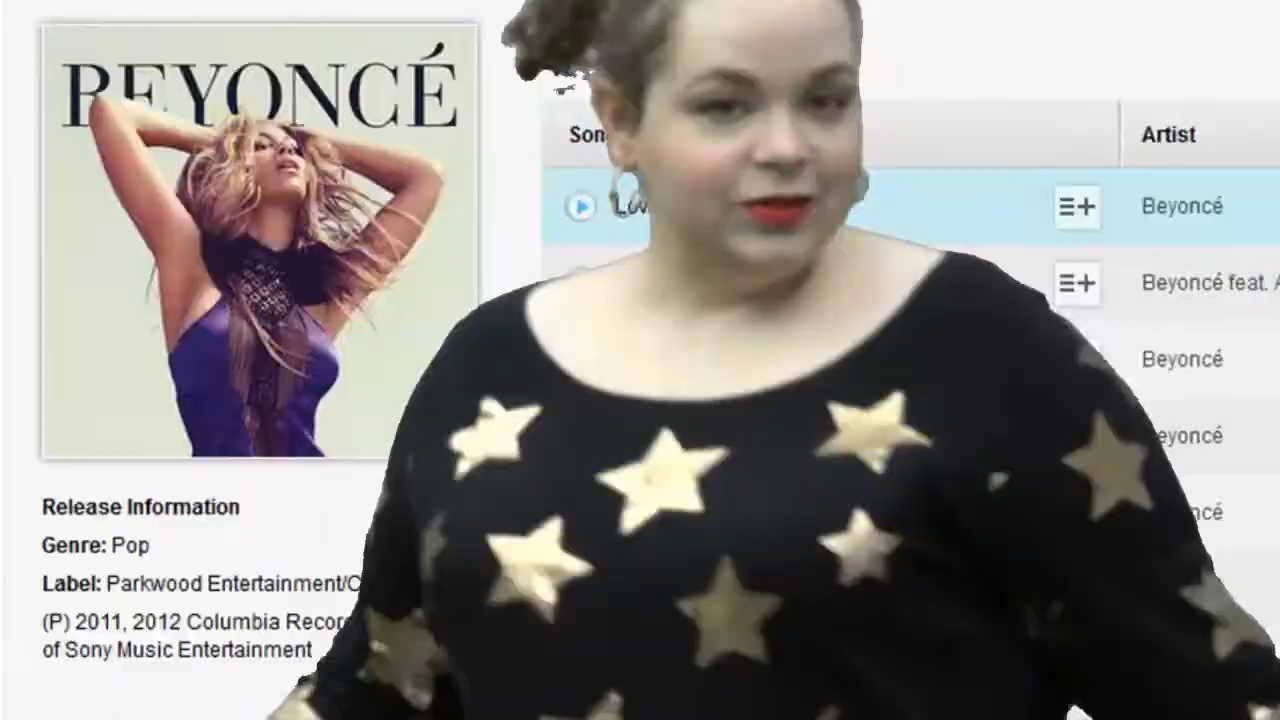 BEYONCÉ
Artist
Beyoncé
Beyoncé feat.
Beyoncé
Release Information
Genre: Pop
Label: Parkwood Entertainment/C
(P) 2011, 2012 Columbia Recor
of Sony Music Entertainment